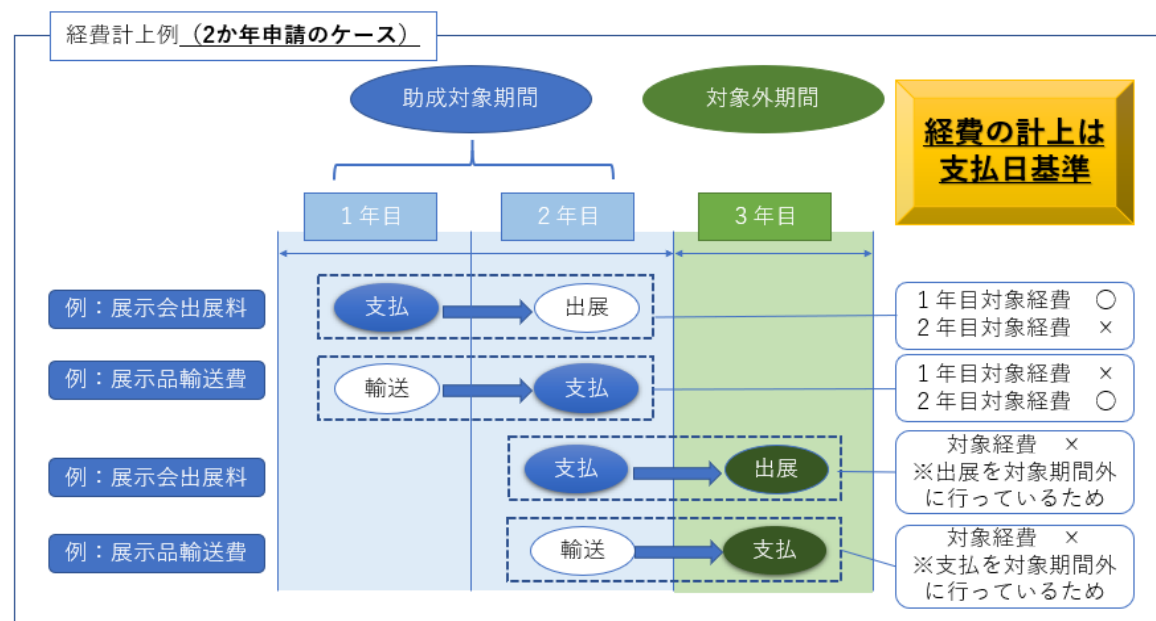 経費計上例（2か年申請のケース）
助成対象期間
対象外期間
経費の計上は
支払日基準
1年目
2年目
3年目
例：展示会出展料
支払
出展
1年目対象経費　○
2年目対象経費　×
例：展示品輸送費
輸送
支払
1年目対象経費　×
2年目対象経費　○
例：展示会出展料
支払
出展
対象経費　×
※出展を対象期間外
に行っているため
例：展示品輸送費
輸送
支払
対象経費　×
※支払を対象期間外
に行っているため